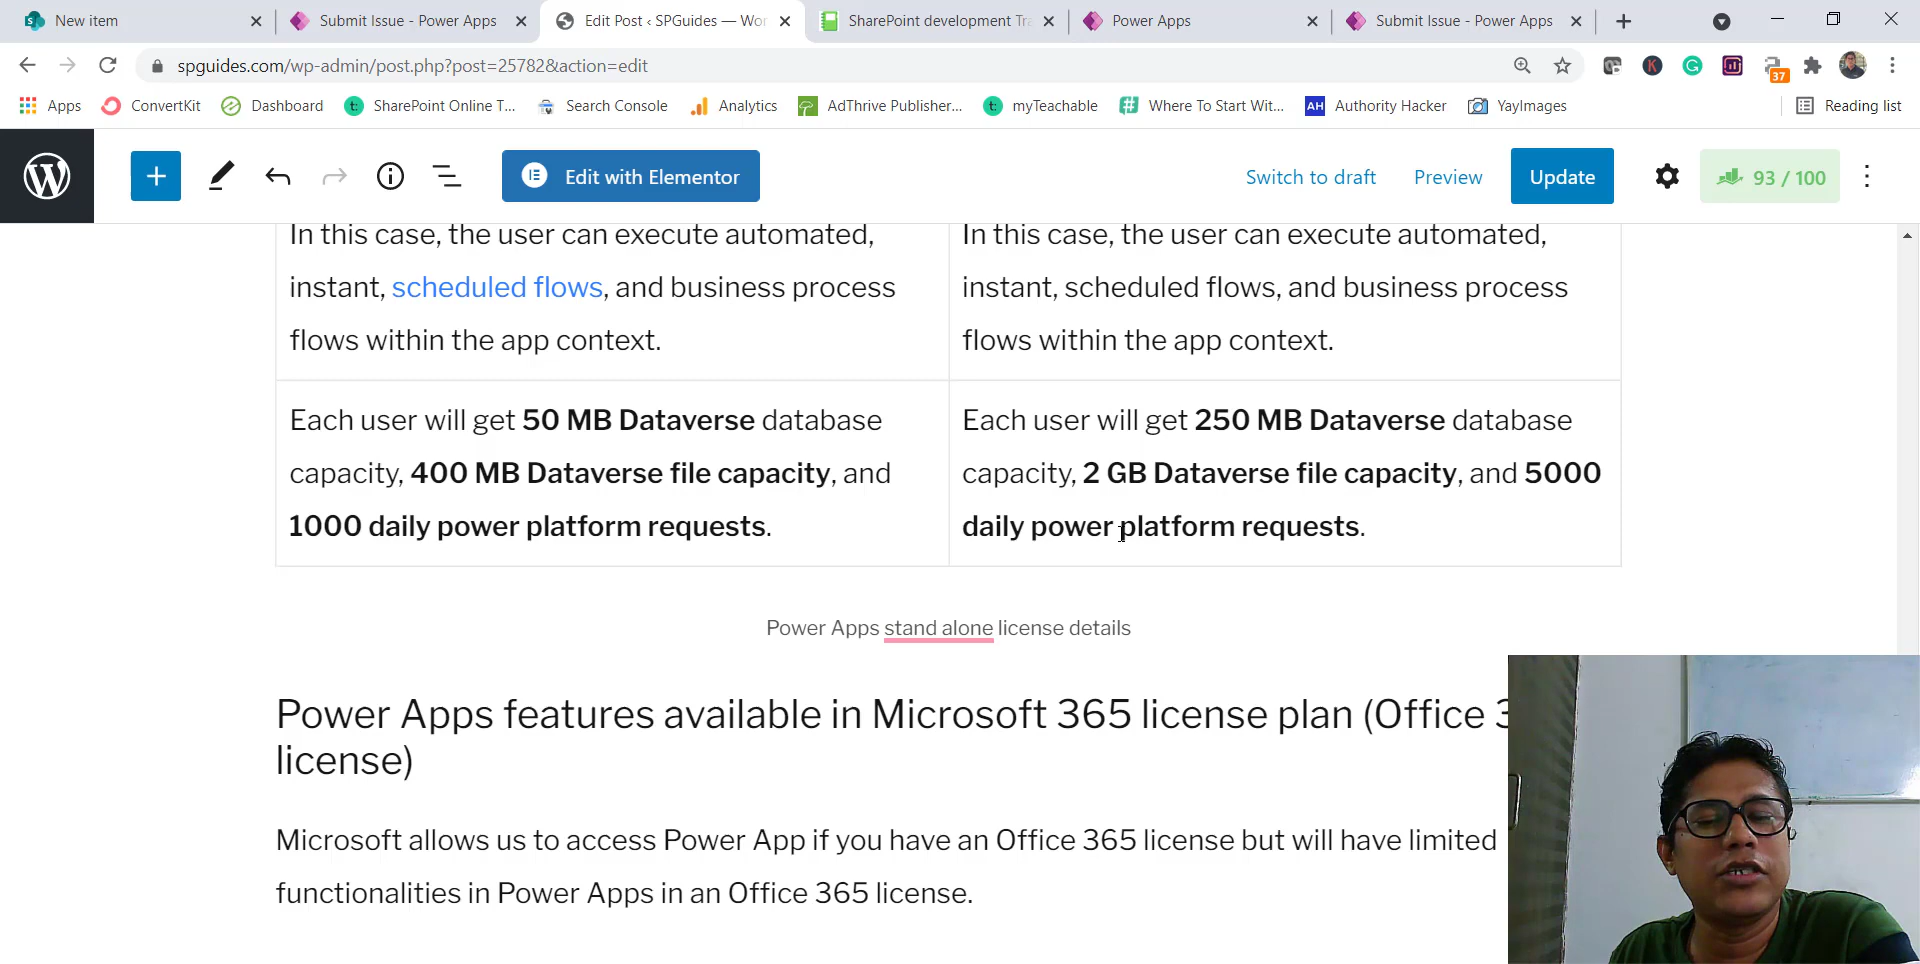 New item
Submit Issue - Power Apps
Edit Post ‹ SPGuides — Wor
SharePoint development Tra
Power Apps
Submit Issue - Power Apps
spguides.com/wp-admin/post.php?post=25782&action=edit
37
Apps
ConvertKit
Dashboard
SharePoint Online T...
Search Console
Analytics
AdThrive Publisher...
myTeachable
Where To Start Wit...
AH Authority Hacker
YayImages
Reading list
Edit with Elementor
Switch to draft
Preview
Update
93 / 100
In this case, the user can execute automated,
instant, scheduled flows, and business process
flows within the app context.
In this case, the user can execute automated,
instant, scheduled flows, and business process
flows within the app context.
Each user will get 50 MB Dataverse database
capacity, 400 MB Dataverse file capacity, and
1000 daily power platform requests.
Each user will get 250 MB Dataverse database
capacity, 2 GB Dataverse file capacity, and 5000
daily power platform requests.
Power Apps stand alone license details
Power Apps features available in Microsoft 365 license plan (Office 3
license)
Microsoft allows us to access Power App if you have an Office 365 license but will have limited
functionalities in Power Apps in an Office 365 license.